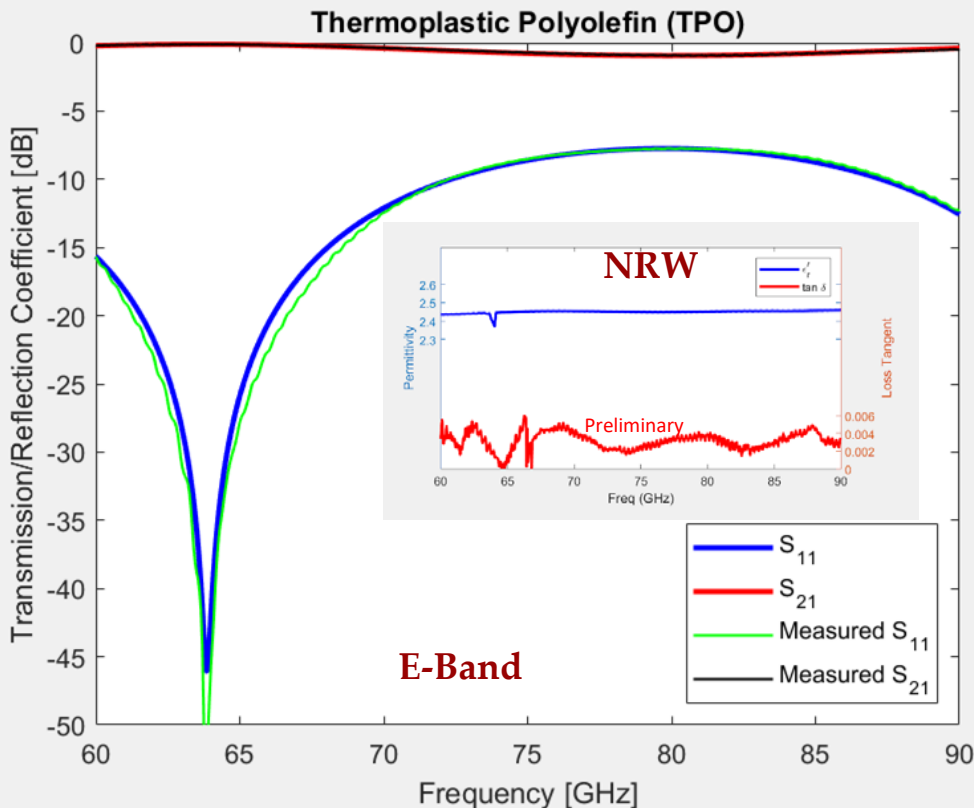 Thermoplastic Polyolefin (TPO)
Transmission/Reflection Coefficient [dB]
0
-5
-10
-15
-20
-25
-30
-35
-40
-45
-50
60
65
70
75
80
85
90
Frequency [GHz]
NRW
Permittivity
2.6
2.5
2.4
2.3
ε′r
tan δ
Loss Tangent
0.006
0.004
0.002
0
Preliminary
60
65
70
75
80
85
90
Freq (GHz)
E-Band
S11
S21
Measured S11
Measured S21